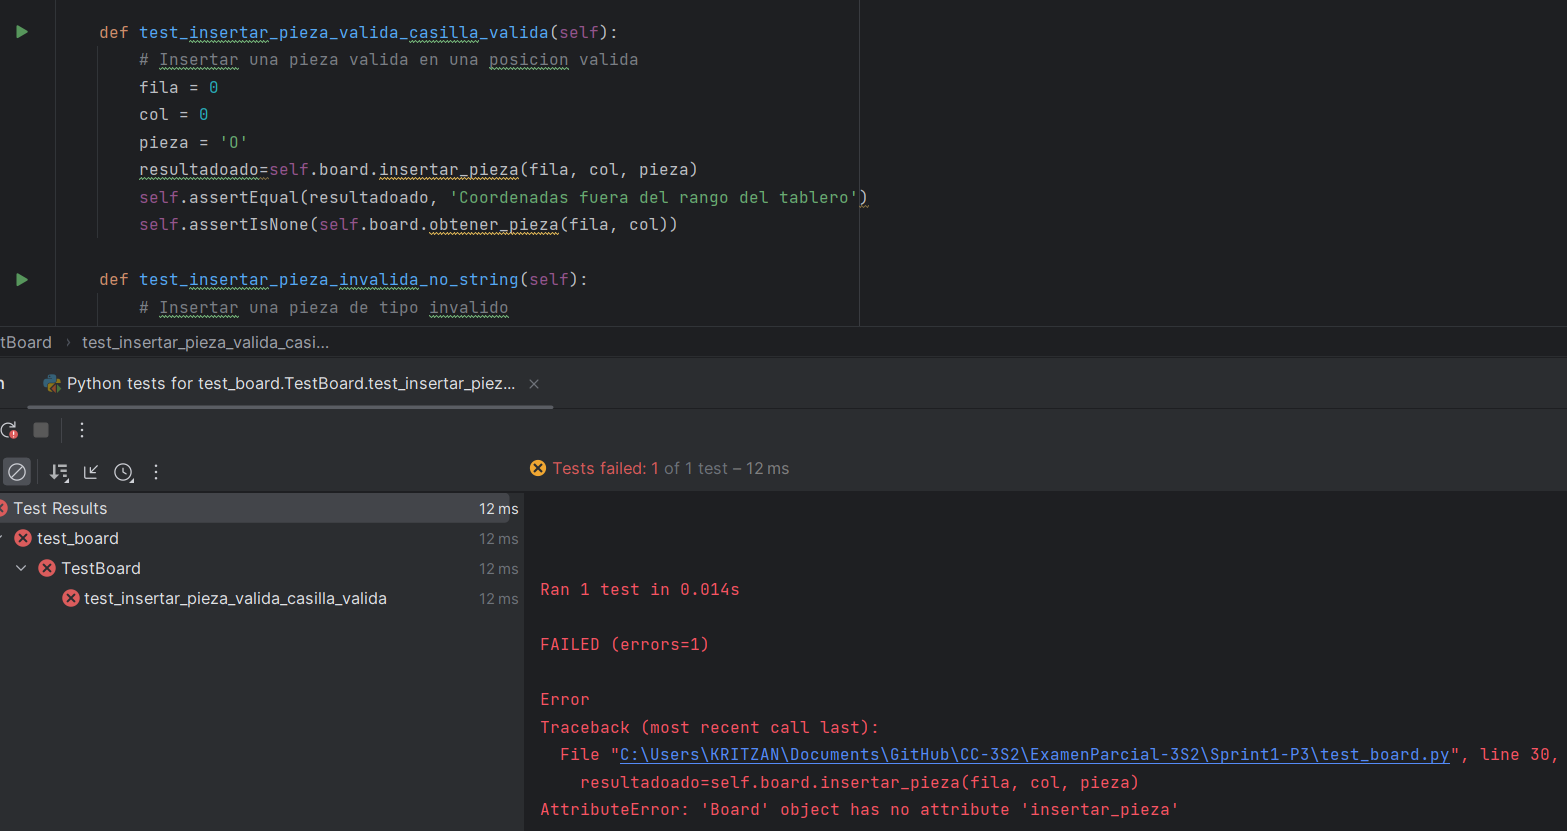 def test_insertar_pieza_valida_casilla_valida(self):
# Insertar una pieza valida en una posicion valida
fila = 0
col = 0
pieza = 'O'
resultadoado=self.board.insertar_pieza(fila, col, pieza)
self.assertEqual(resultadoado, 'Coordenadas fuera del rango del tablero')
self.assertIsNone(self.board.obtener_pieza(fila, col))
def test_insertar_pieza_invalida_no_string(self):
# Insertar una pieza de tipo invalido
tBoard › test_insertar_pieza_valida_casi...
n Python tests for test_board.TestBoard.test_insertar_piez... ×
Tests failed: 1 of 1 test – 12 ms
Test Results 12 ms
test_board 12 ms
TestBoard 12 ms
test_insertar_pieza_valida_casilla_valida 12 ms
Ran 1 test in 0.014s
FAILED (errors=1)
Error
Traceback (most recent call last):
File "C:\Users\KRITZAN\Documents\GitHub\CC-3S2\ExamenParcial-3S2\Sprint1-P3\test_board.py", line 30,
resultadoado=self.board.insertar_pieza(fila, col, pieza)
AttributeError: 'Board' object has no attribute 'insertar_pieza'